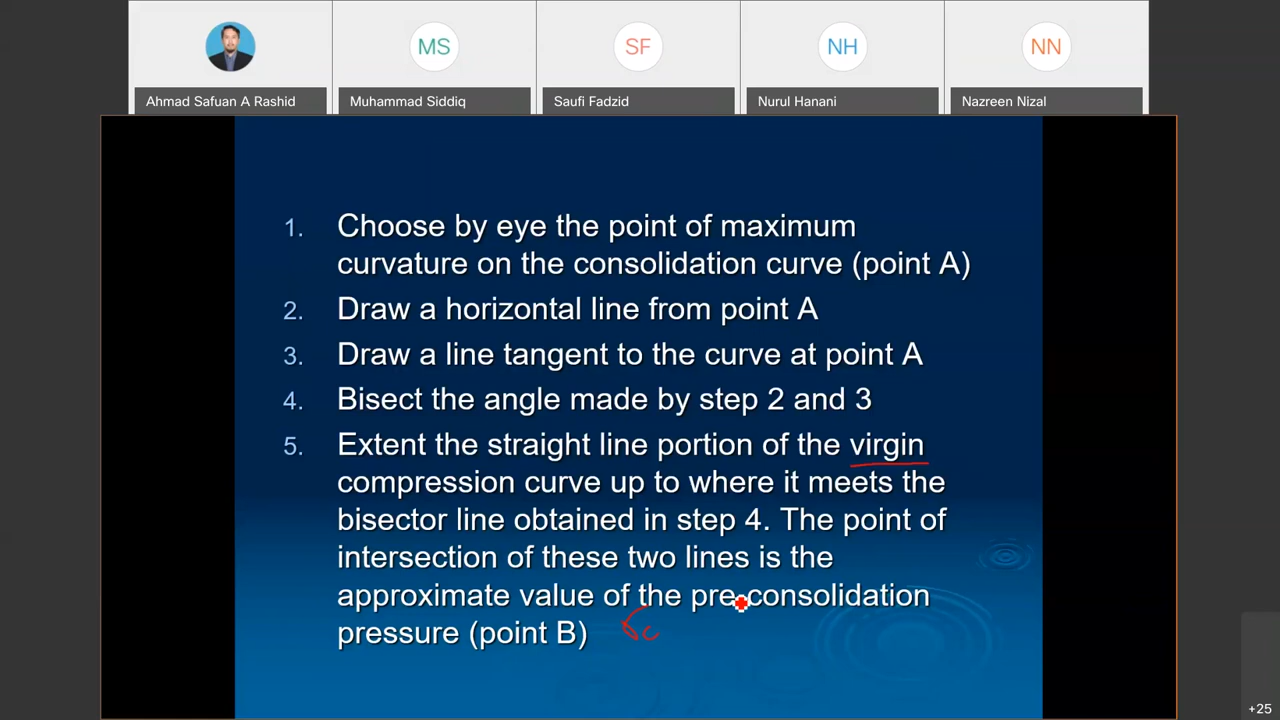 MS
SF
NH
NN
Ahmad Safuan A Rashid
Muhammad Siddiq
Saufi Fadzid
Nurul Hanani
Nazreen Nizal
1. Choose by eye the point of maximum
curvature on the consolidation curve (point A)
2. Draw a horizontal line from point A
3. Draw a line tangent to the curve at point A
4. Bisect the angle made by step 2 and 3
5. Extent the straight line portion of the virgin
compression curve up to where it meets the
bisector line obtained in step 4. The point of
intersection of these two lines is the
approximate value of the pre-consolidation
pressure (point B)
+25